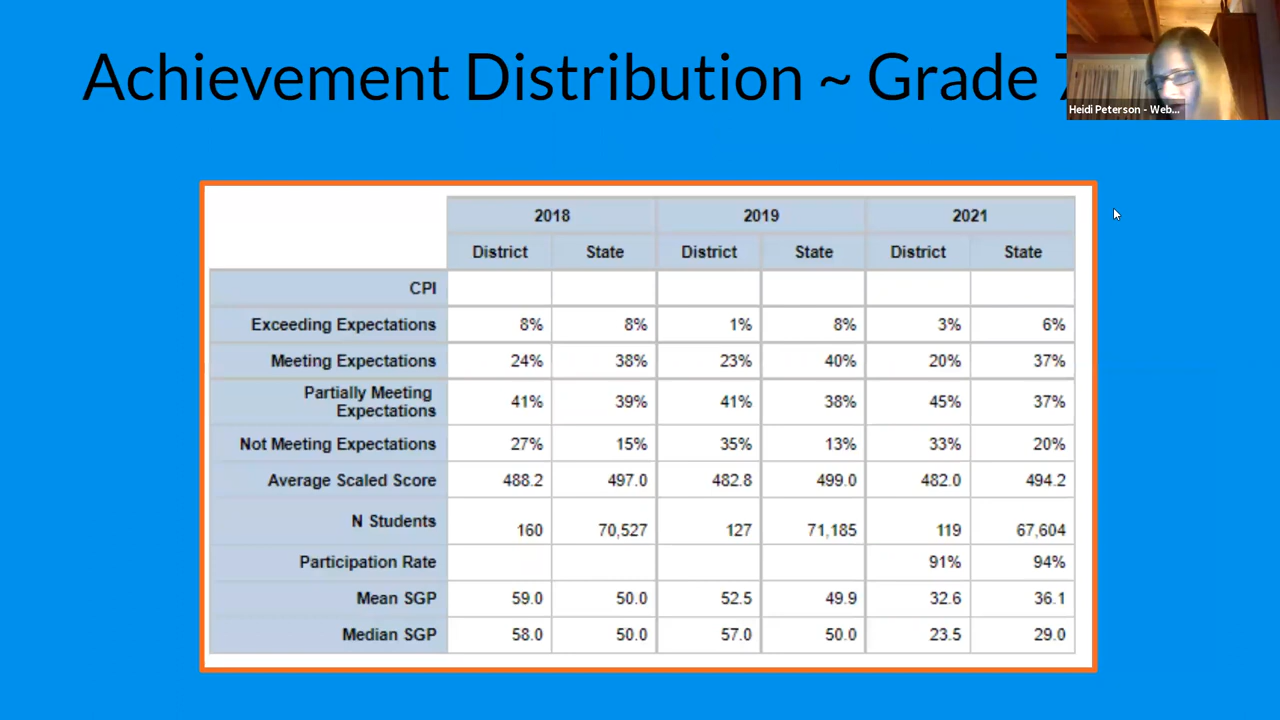 Achievement Distribution ~ Grade 7
Heidi Peterson - Web...
2018 2019 2021
District State District State District State
CPI
Exceeding Expectations 8% 8% 1% 8% 3% 6%
Meeting Expectations 24% 38% 23% 40% 20% 37%
Partially Meeting
Expectations 41% 39% 41% 38% 45% 37%
Not Meeting Expectations 27% 15% 35% 13% 33% 20%
Average Scaled Score 488.2 497.0 482.8 499.0 482.0 494.2
N Students 160 70,527 127 71,185 119 67,604
Participation Rate 91% 94%
Mean SGP 59.0 50.0 52.5 49.9 32.6 36.1
Median SGP 58.0 50.0 57.0 50.0 23.5 29.0